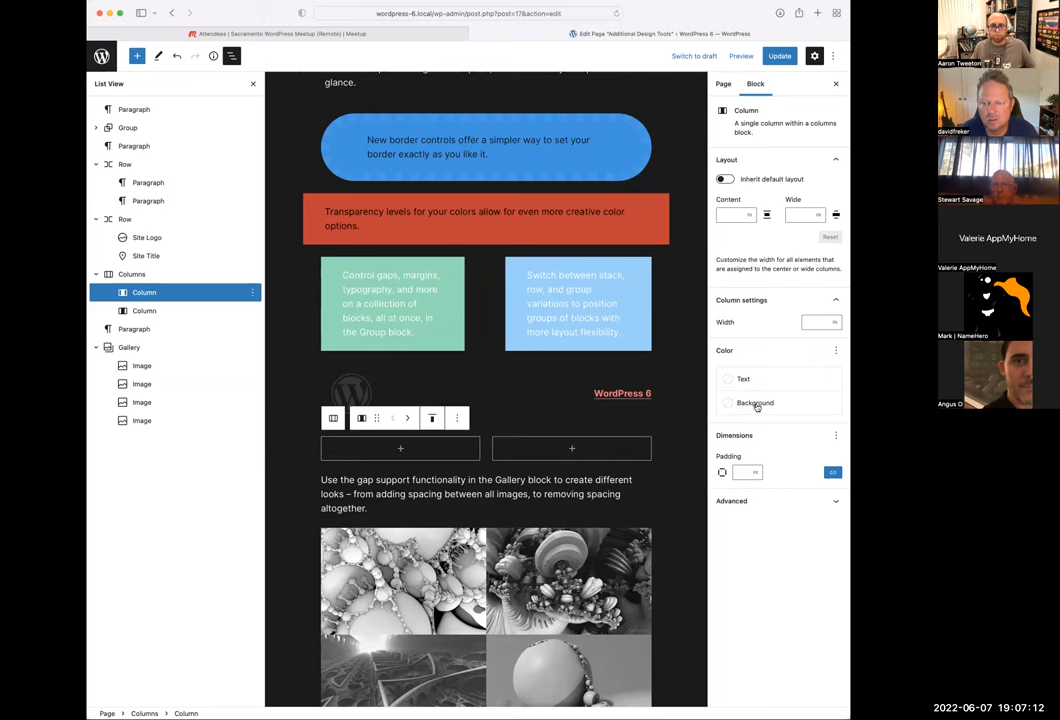 wordpress-6.local/wp-admin/post.php?post=17&action=edit
Attendees | Sacramento WordPress Meetup (Remote) | Meetup
Edit Page "Additional Design Tools" ‹ WordPress 6 — WordPress
Switch to draft
Preview
Update
List View
Paragraph
Group
Paragraph
Row
Paragraph
Paragraph
Row
Site Logo
Site Title
Columns
Column
Column
Paragraph
Gallery
Image
Image
Image
Image
glance.
New border controls offer a simpler way to set your
border exactly as you like it.
Transparency levels for your colors allow for even more creative color
options.
Control gaps, margins,
typography, and more
on a collection of
blocks, all at once, in
the Group block.
Switch between stack,
row, and group
variations to position
groups of blocks with
more layout flexibility.
WordPress 6
Use the gap support functionality in the Gallery block to create different
looks – from adding spacing between all images, to removing spacing
altogether.
Page
Block
Column
A single column within a columns
block.
Layout
Inherit default layout
Content
Wide
PX
PX
Reset
Customize the width for all elements that
are assigned to the center or wide columns.
Column settings
Width
PX
Color
Text
Background
Dimensions
Padding
PX
Advanced
Page > Columns > Column
Aaron Tweeton
davidfreker
Stewart Savage
Valerie AppMyHome
Valerie AppMyHome
Mark | NameHero
Angus O
2022-06-07 19:07:12